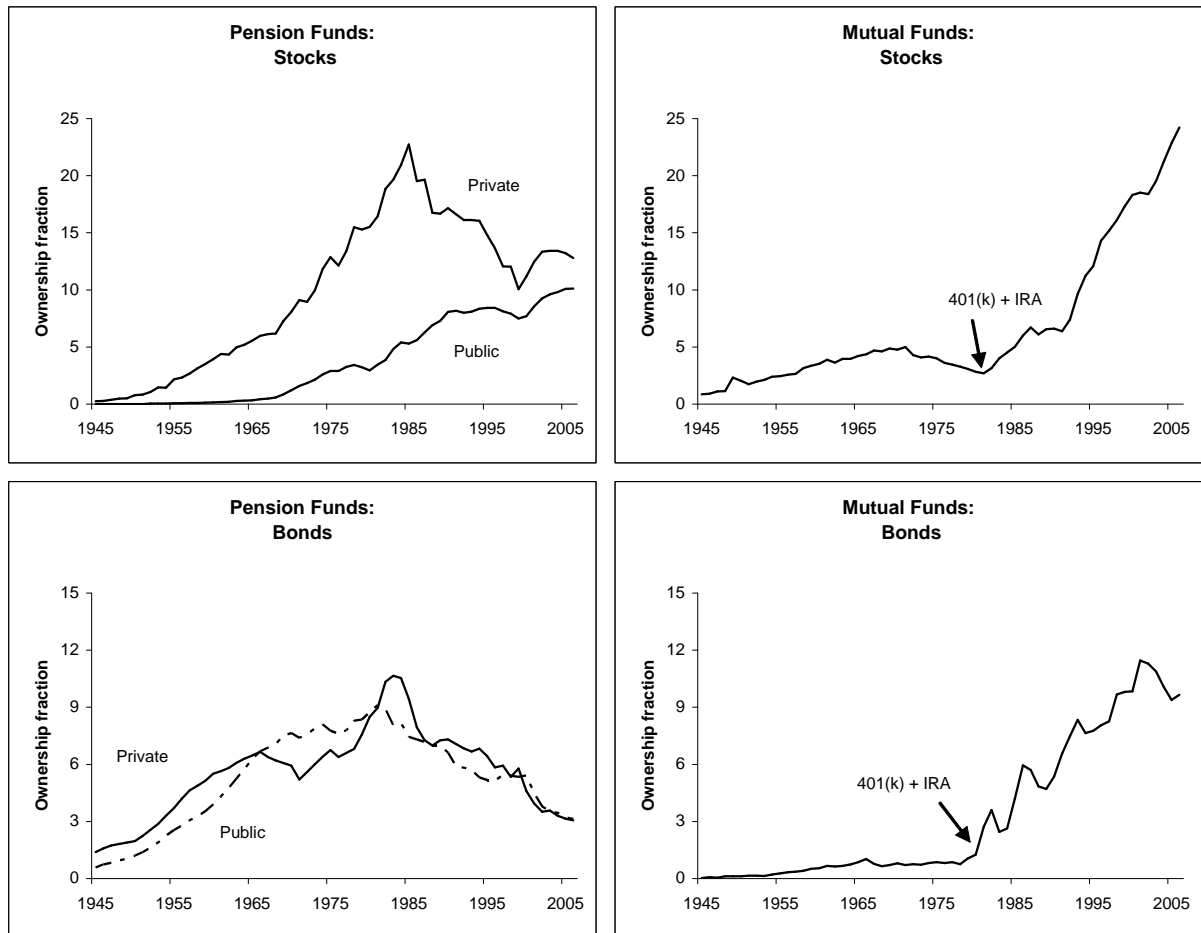 Pension Funds:
Stocks
Ownership fraction
25
20
15
10
5
0
Private
Public
1945 1955 1965 1975 1985 1995 2005
Mutual Funds:
Stocks
Ownership fraction
25
20
15
10
5
0
401(k) + IRA
1945 1955 1965 1975 1985 1995 2005
Pension Funds:
Bonds
Ownership fraction
15
12
9
6
3
0
Private
Public
1945 1955 1965 1975 1985 1995 2005
Mutual Funds:
Bonds
Ownership fraction
15
12
9
6
3
0
401(k) + IRA
1945 1955 1965 1975 1985 1995 2005